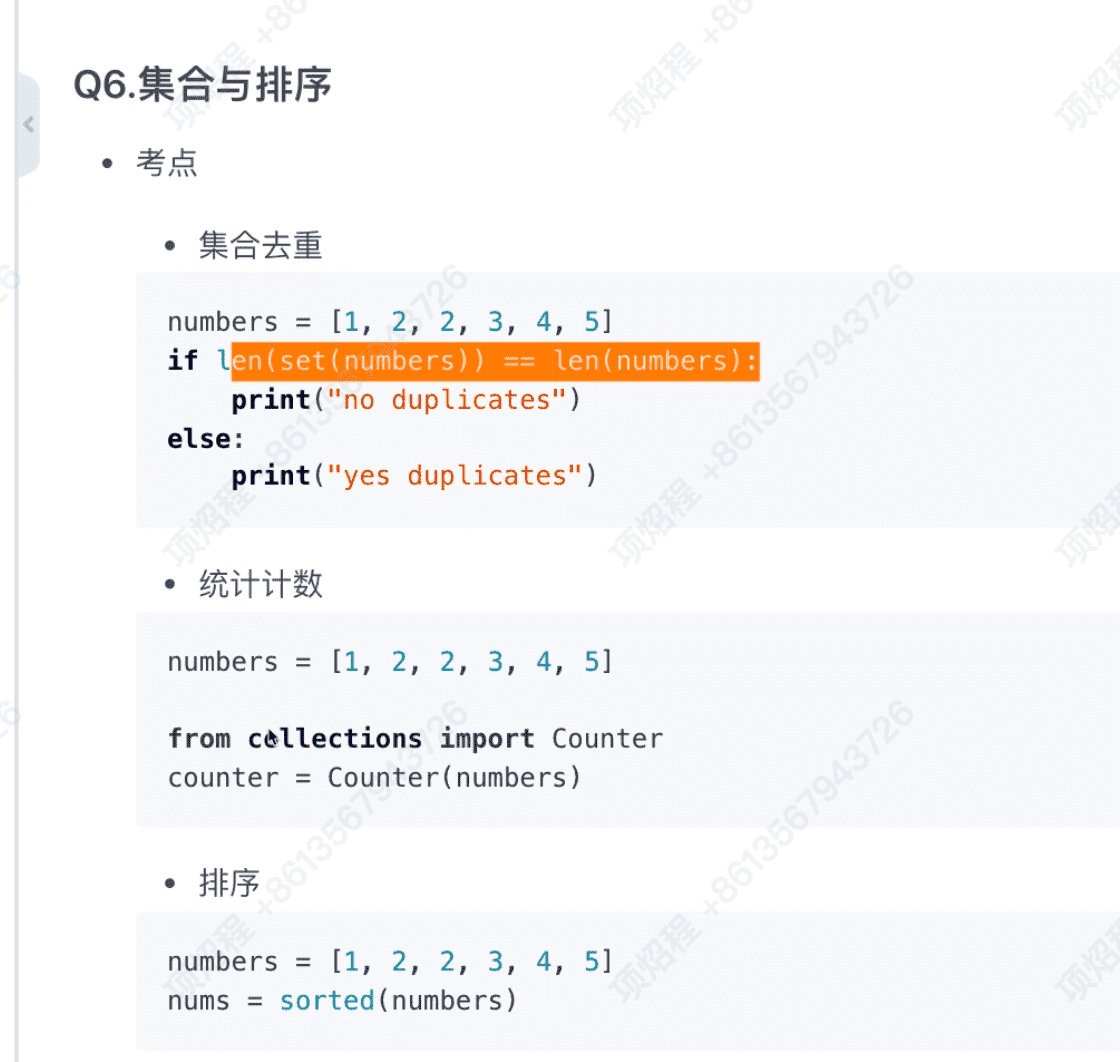 Q6.集合与排序
考点
集合去重
numbers = [1, 2, 2, 3, 4, 5]
if len(set(numbers)) == len(numbers):
    print("no duplicates")
else:
    print("yes duplicates")
统计计数
numbers = [1, 2, 2, 3, 4, 5]
from collections import Counter
counter = Counter(numbers)
排序
numbers = [1, 2, 2, 3, 4, 5]
nums = sorted(numbers)
项焰程 +8613567943726